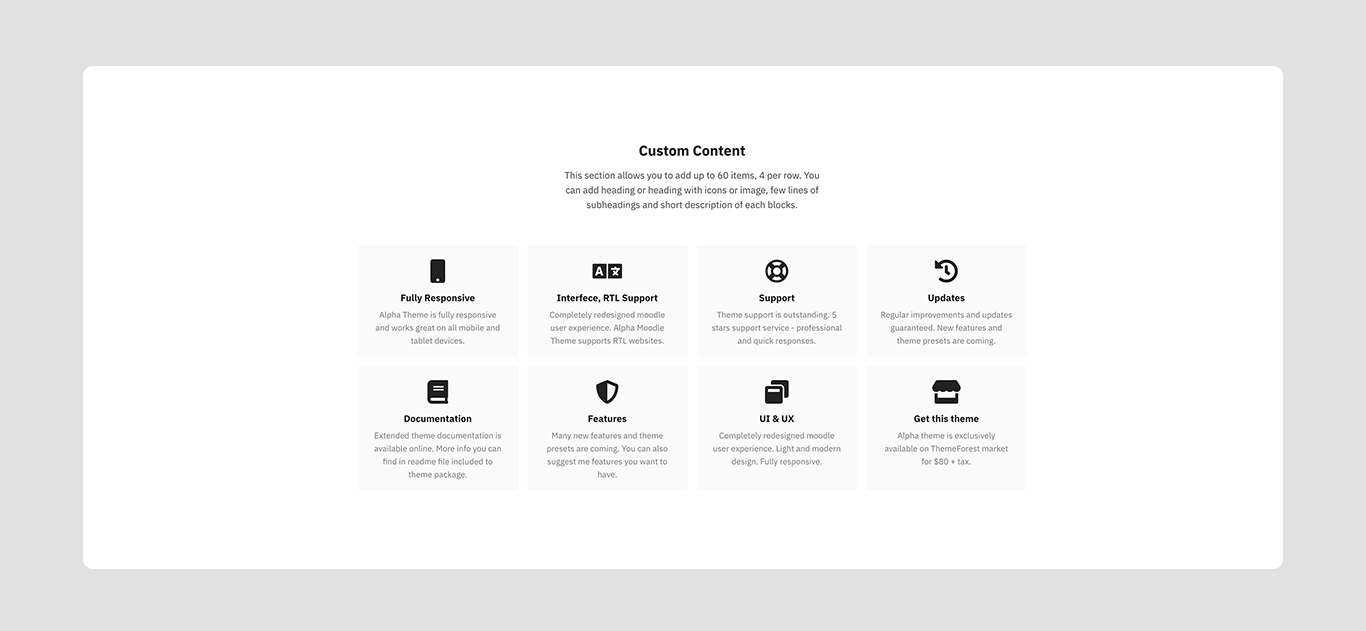 Custom Content
This section allows you to add up to 60 items, 4 per row. You
can add heading or heading with icons or image, few lines of
subheadings and short description of each blocks.
Fully Responsive
Alpha Theme is fully responsive
and works great on all mobile and
tablet devices.
A
Interfece, RTL Support
Completely redesigned moodle
user experience. Alpha Moodle
Theme supports RTL websites.
Support
Theme support is outstanding. 5
stars support service - professional
and quick responses.
Updates
Regular improvements and updates
guaranteed. New features and
theme presets are coming.
Documentation
Extended theme documentation is
available online. More info you can
find in readme file included to
theme package.
Features
Many new features and theme
presets are coming. You can also
suggest me features you want to
have.
UI & UX
Completely redesigned moodle
user experience. Light and modern
design. Fully responsive.
Get this theme
Alpha theme is exclusively
available on ThemeForest market
for $80 + tax.